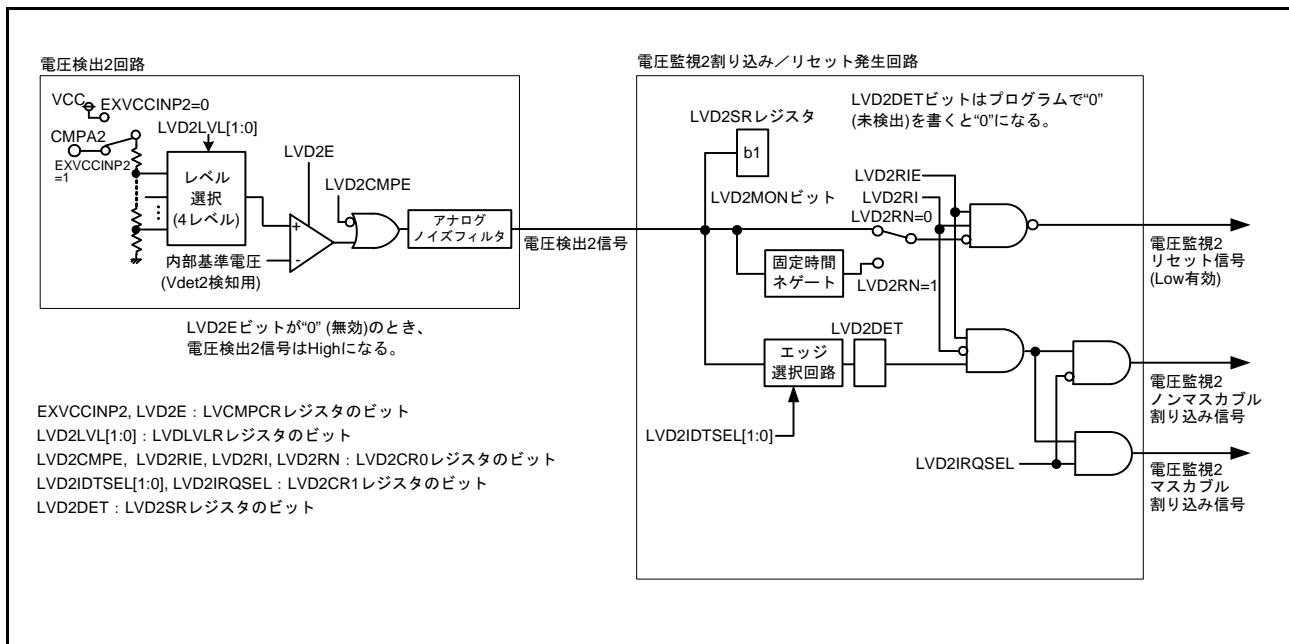 電圧検出2回路
VCC
EXVCCINP2=0
CMPA2
EXVCCINP2
=1
LVD2LVL[1:0]
レベル
選択
(4レベル)
LVD2E
LVD2CMPE
+
-
内部基準電圧
(Vdet2検知用)
アナログ
ノイズフィルタ
電圧検出2信号
LVD2Eビットが“0” (無効)のとき、
電圧検出2信号はHighになる。
電圧監視2割り込み／リセット発生回路
LVD2DETビットはプログラムで“0”
(未検出)を書くと“0”になる。
LVD2SRレジスタ
b1
LVD2MONビット
LVD2RIE
LVD2RI
LVD2RN=0
固定時間
ネゲート
LVD2RN=1
電圧監視2
リセット信号
(Low有効)
エッジ
選択回路
LVD2DET
LVD2IDTSEL[1:0]
LVD2IRQSEL
電圧監視2
ノンマスカブル
割り込み信号
電圧監視2
マスカブル
割り込み信号
EXVCCINP2, LVD2E : LVCMPCRレジスタのビット
LVD2LVL[1:0] : LVDLVLRレジスタのビット
LVD2CMPE, LVD2RIE, LVD2RI, LVD2RN : LVD2CR0レジスタのビット
LVD2IDTSEL[1:0], LVD2IRQSEL : LVD2CR1レジスタのビット
LVD2DET : LVD2SRレジスタのビット